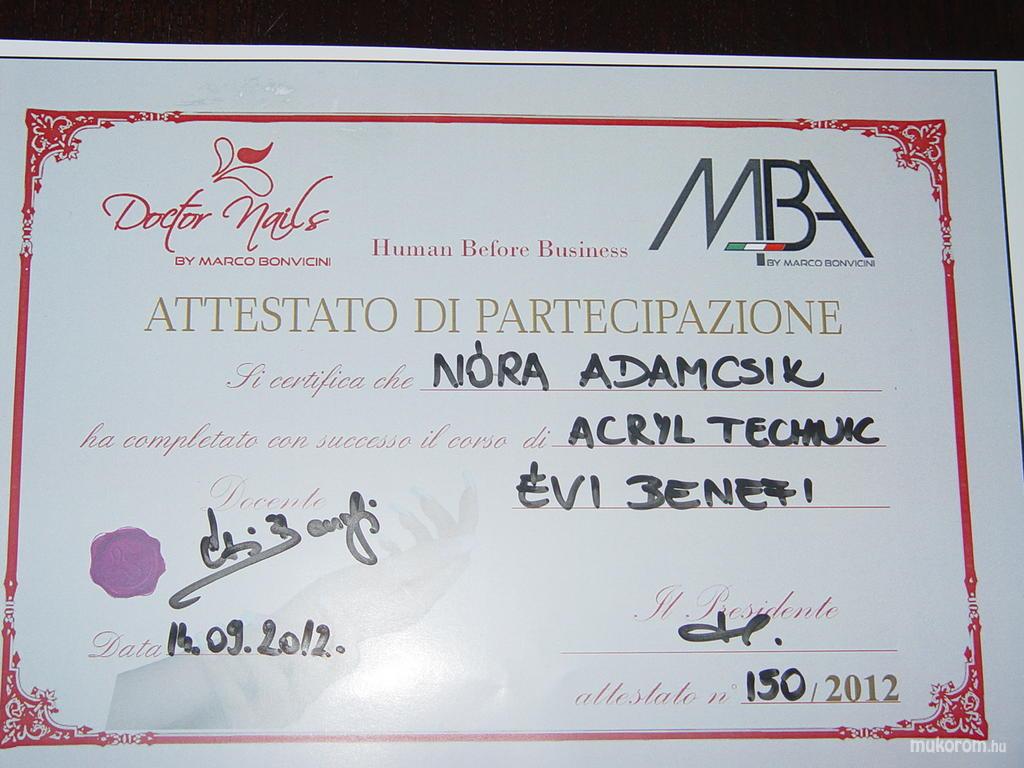 Doctor Nails
BY MARCO BONVICINI
Human Before Business
MBA
BY MARCO BONVICINI
ATTESTATO DI PARTECIPAZIONE
Si certifica che NÓRA ADAMCSIK
ha completato con successo il corso di ACRYL TECHNIC
ÉVI BENEFI
Docente
Data 14.09.2012.
Il Presidente
attestato n° 150/2012
mukorom.hu